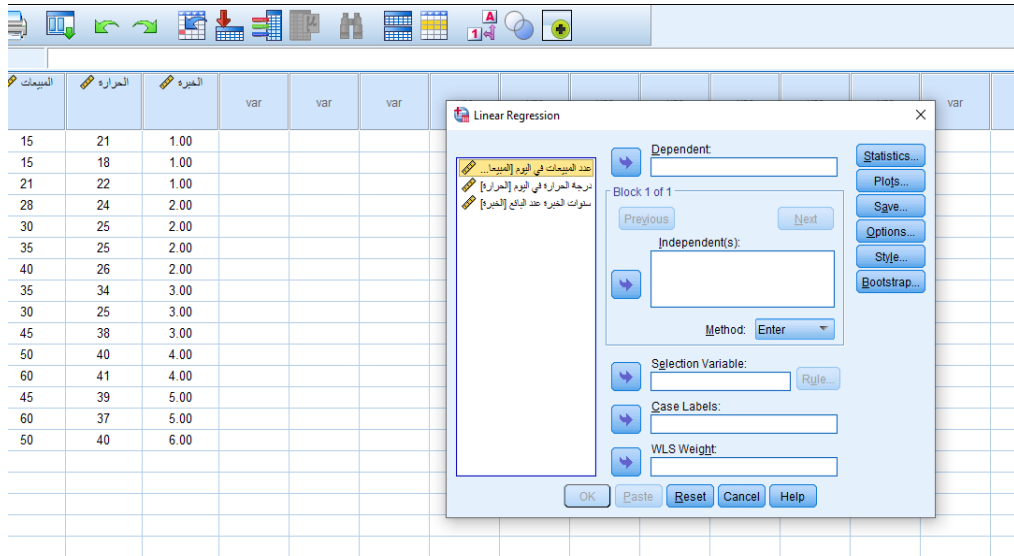 المبيعات الحرارة الخبرة
var var var var
15 21 1.00
15 18 1.00
21 22 1.00
28 24 2.00
30 25 2.00
35 25 2.00
40 26 2.00
35 34 3.00
30 25 3.00
45 38 3.00
50 40 4.00
60 41 4.00
45 39 5.00
60 37 5.00
50 40 6.00
Linear Regression
عدد المبيعات في اليوم [المبيعا...
درجة الحرارة في اليوم [الحرارة]
سنوات الخبرة عند البائع [الخبرة]
Dependent:
Block 1 of 1
Previous Next
Independent(s):
Method: Enter
Selection Variable:
Rule...
Case Labels:
WLS Weight:
Statistics...
Plots...
Save...
Options...
Style...
Bootstrap...
OK Paste Reset Cancel Help